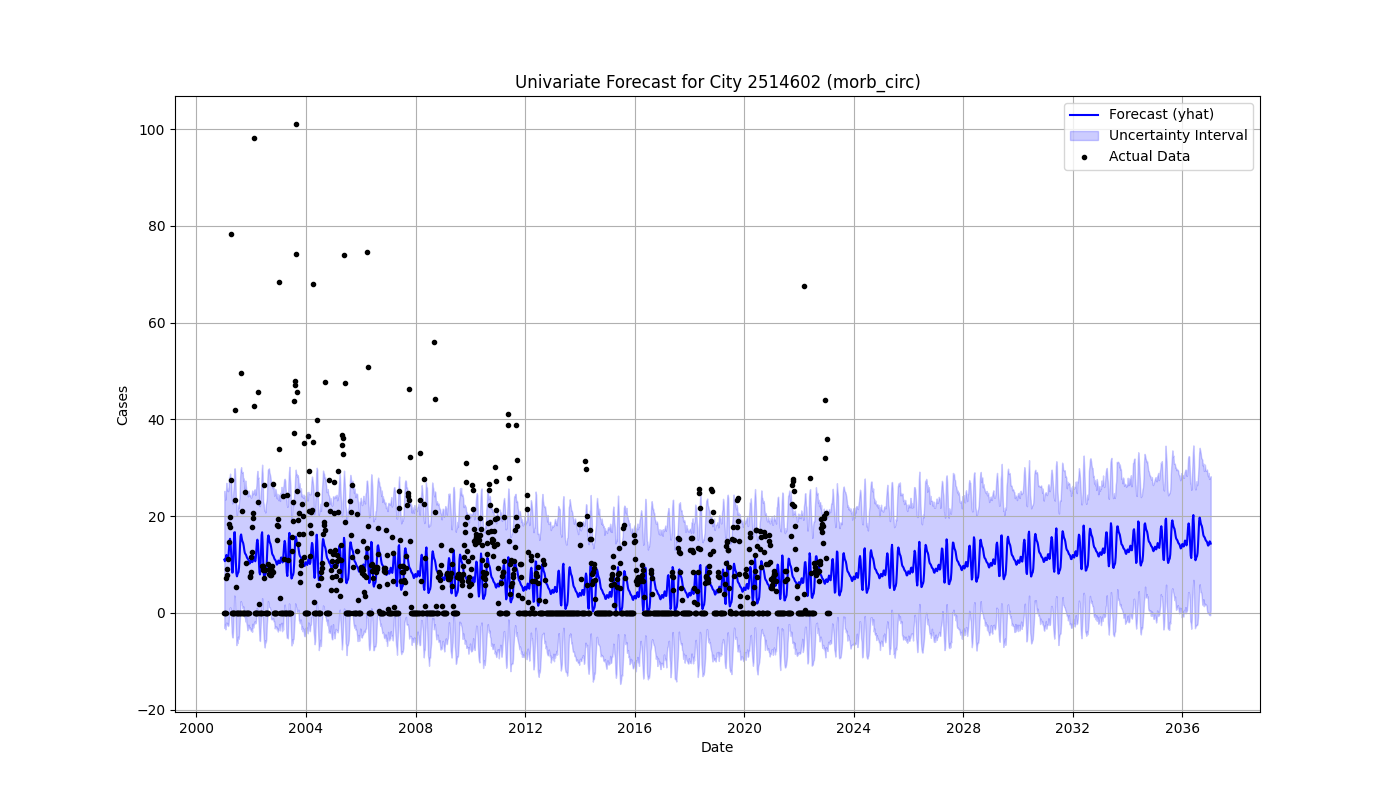 Univariate Forecast for City 2514602 (morb_circ)
Forecast (yhat)
Uncertainty Interval
Actual Data
100
80
60
40
20
0
−20
Cases
2000
2004
2008
2012
2016
2020
2024
2028
2032
2036
Date